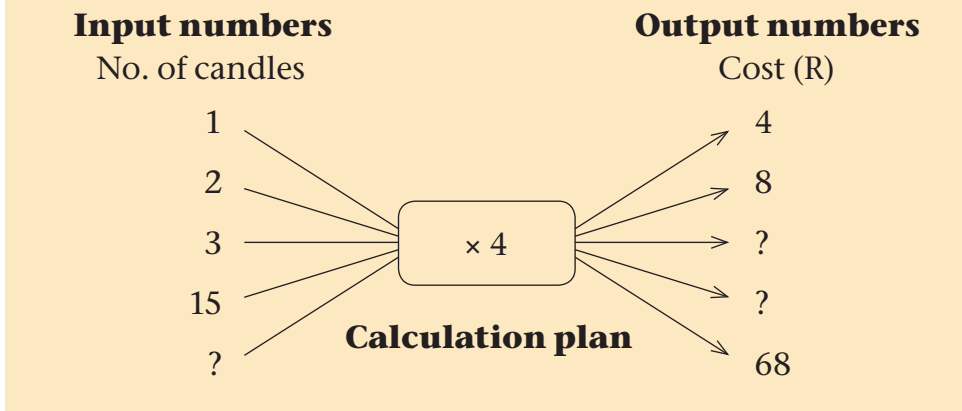 Input numbers Output numbers
No. of candles Cost (R)
1 4
2 8
3 × 4 ?
15 ?
Calculation plan
? 68